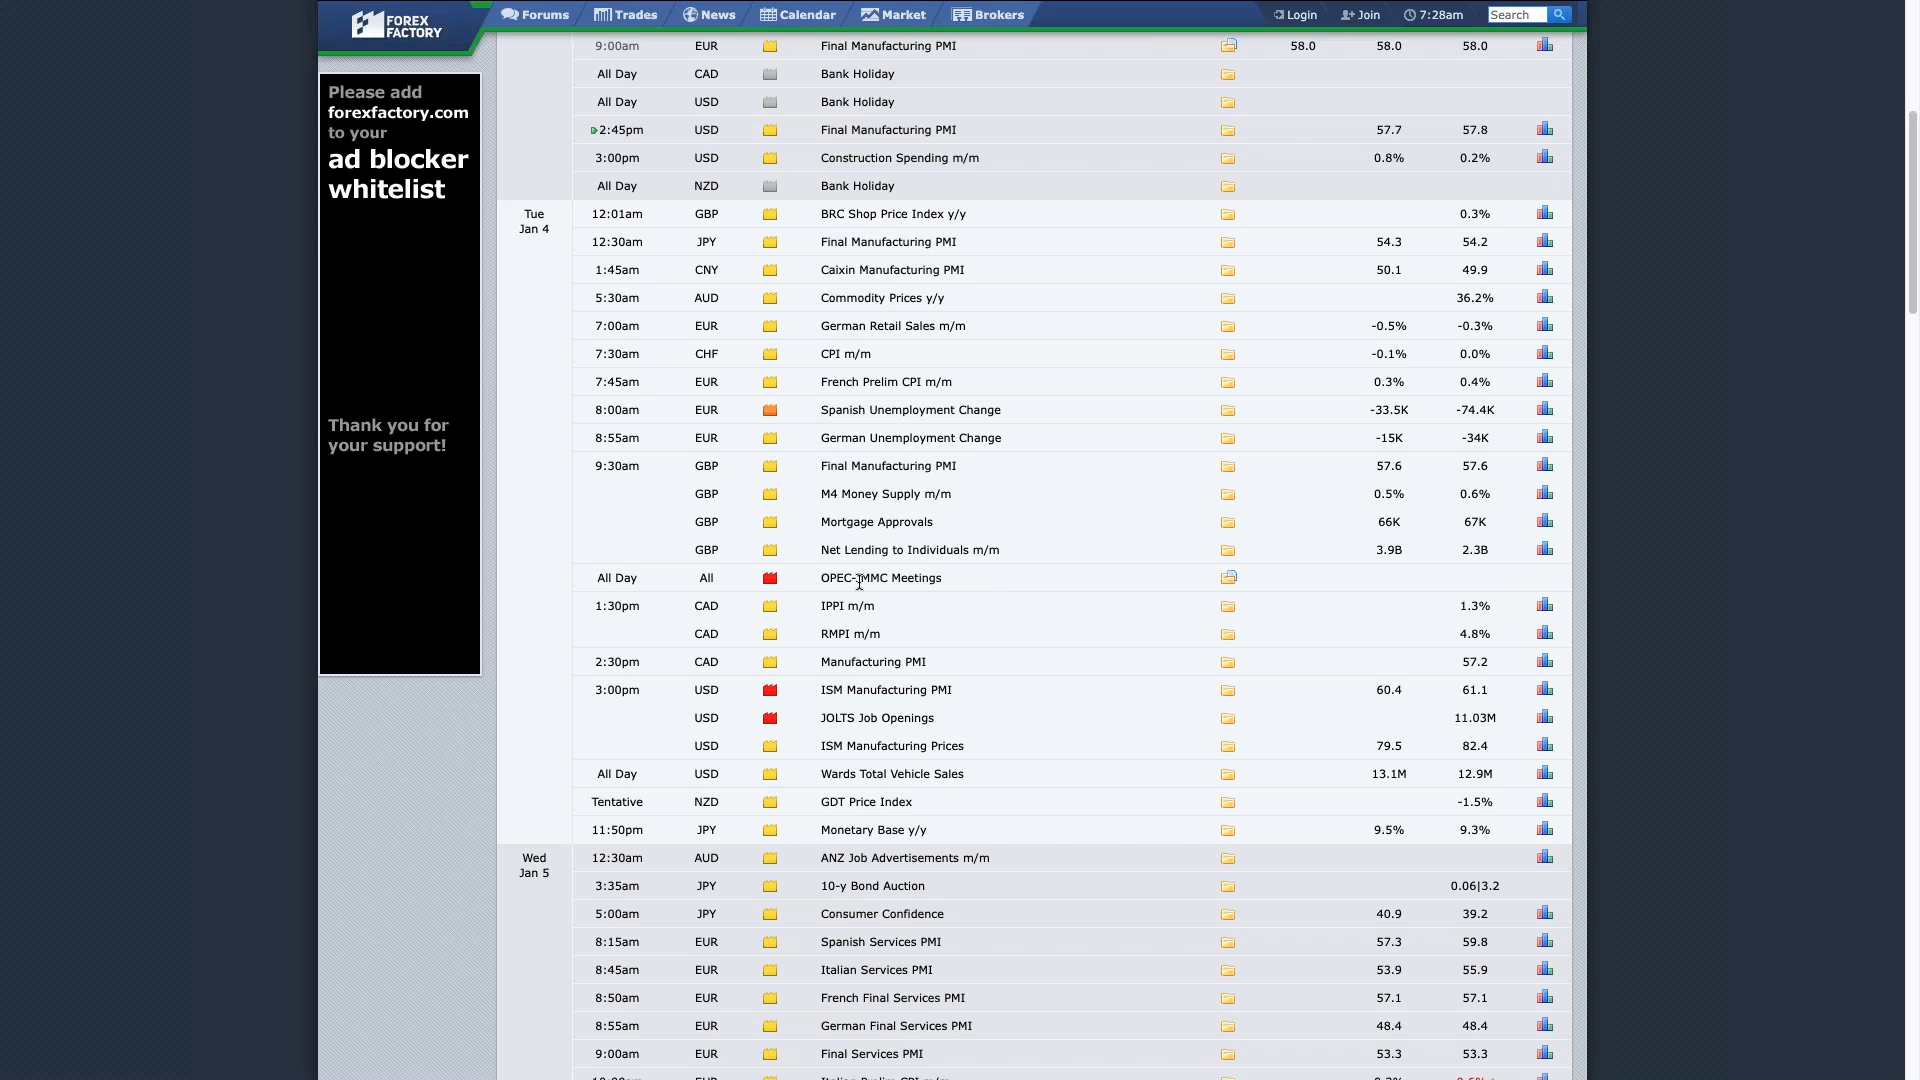 FOREX
FACTORY
Forums Trades News Calendar Market Brokers Login Join 7:28am Search
Please add
forexfactory.com
to your
ad blocker
whitelist
Thank you for
your support!
9:00am EUR Final Manufacturing PMI 58.0 58.0 58.0
All Day CAD Bank Holiday
All Day USD Bank Holiday
2:45pm USD Final Manufacturing PMI 57.7 57.8
3:00pm USD Construction Spending m/m 0.8% 0.2%
All Day NZD Bank Holiday
Tue
Jan 4
12:01am GBP BRC Shop Price Index y/y 0.3%
12:30am JPY Final Manufacturing PMI 54.3 54.2
1:45am CNY Caixin Manufacturing PMI 50.1 49.9
5:30am AUD Commodity Prices y/y 36.2%
7:00am EUR German Retail Sales m/m -0.5% -0.3%
7:30am CHF CPI m/m -0.1% 0.0%
7:45am EUR French Prelim CPI m/m 0.3% 0.4%
8:00am EUR Spanish Unemployment Change -33.5K -74.4K
8:55am EUR German Unemployment Change -15K -34K
9:30am GBP Final Manufacturing PMI 57.6 57.6
GBP M4 Money Supply m/m 0.5% 0.6%
GBP Mortgage Approvals 66K 67K
GBP Net Lending to Individuals m/m 3.9B 2.3B
All Day All OPEC-JMMC Meetings
1:30pm CAD IPPI m/m 1.3%
CAD RMPI m/m 4.8%
2:30pm CAD Manufacturing PMI 57.2
3:00pm USD ISM Manufacturing PMI 60.4 61.1
USD JOLTS Job Openings 11.03M
USD ISM Manufacturing Prices 79.5 82.4
All Day USD Wards Total Vehicle Sales 13.1M 12.9M
Tentative NZD GDT Price Index -1.5%
11:50pm JPY Monetary Base y/y 9.5% 9.3%
Wed
Jan 5
12:30am AUD ANZ Job Advertisements m/m
3:35am JPY 10-y Bond Auction 0.06|3.2
5:00am JPY Consumer Confidence 40.9 39.2
8:15am EUR Spanish Services PMI 57.3 59.8
8:45am EUR Italian Services PMI 53.9 55.9
8:50am EUR French Final Services PMI 57.1 57.1
8:55am EUR German Final Services PMI 48.4 48.4
9:00am EUR Final Services PMI 53.3 53.3